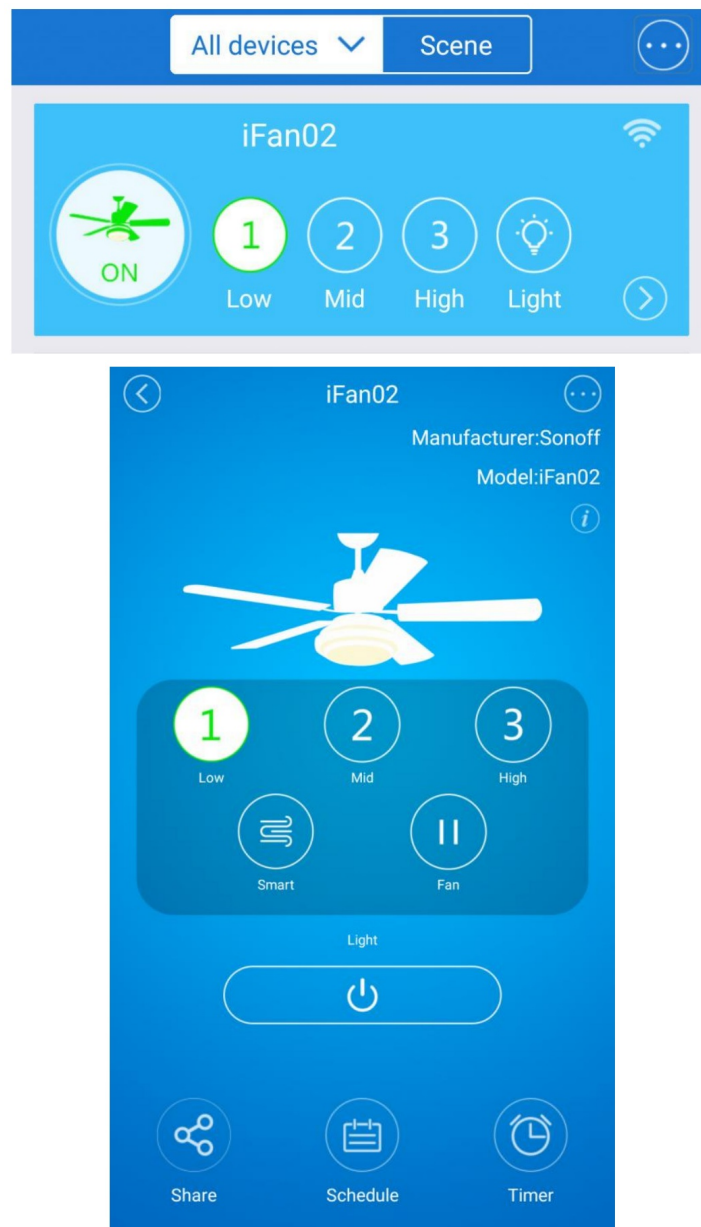 All devices Scene
iFan02
ON
1 2 3
Low Mid High Light
iFan02
Manufacturer:Sonoff
Model:iFan02
i
1 2 3
Low Mid High
Smart Fan
Light
Share Schedule Timer